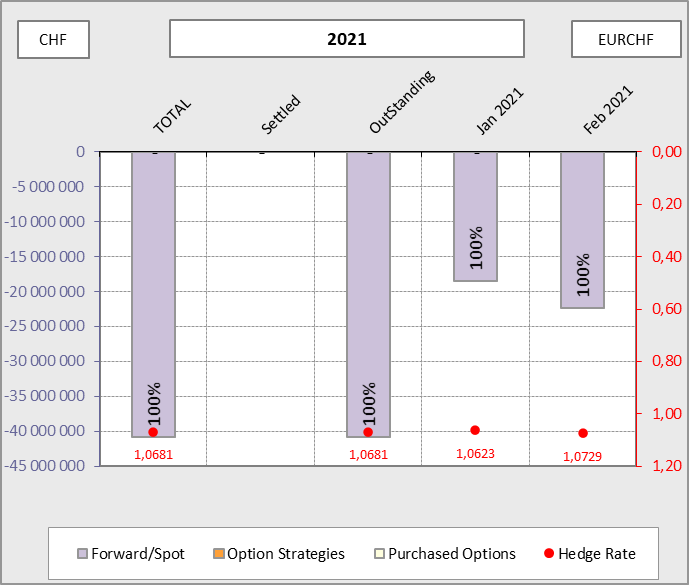 CHF
2021
EURCHF
TOTAL
Settled
OutStanding
Jan 2021
Feb 2021
0
-5 000 000
-10 000 000
-15 000 000
-20 000 000
-25 000 000
-30 000 000
-35 000 000
-40 000 000
-45 000 000
0,00
0,20
0,40
0,60
0,80
1,00
1,20
100%
100%
100%
100%
1,0681
1,0681
1,0623
1,0729
Forward/Spot
Option Strategies
Purchased Options
Hedge Rate